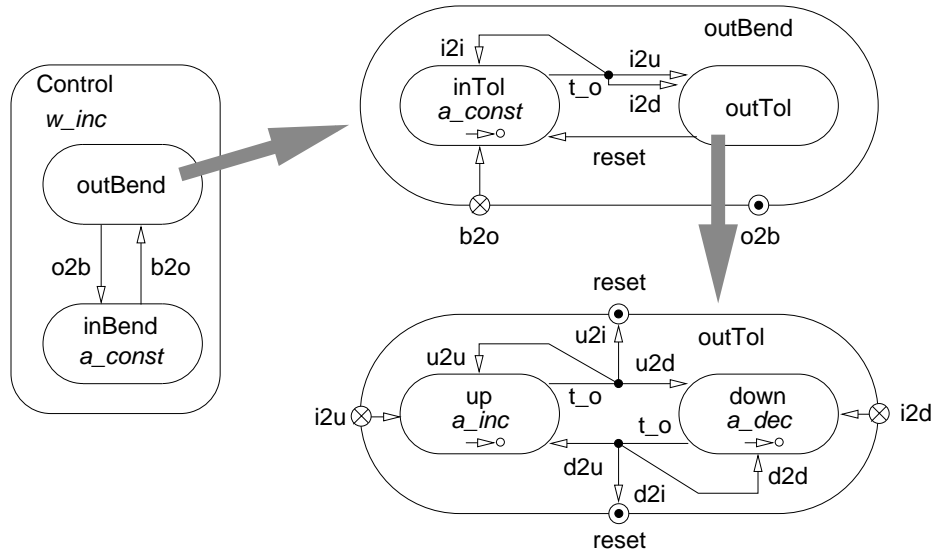 Control
w_inc
outBend
o2b
b2o
inBend
a_const
outBend
i2i
i2u
t_o
i2d
inTol
a_const
outTol
reset
b2o
o2b
reset
outTol
u2u
u2i
u2d
t_o
up
a_inc
down
a_dec
i2u
i2d
t_o
d2u
d2i
d2d
reset